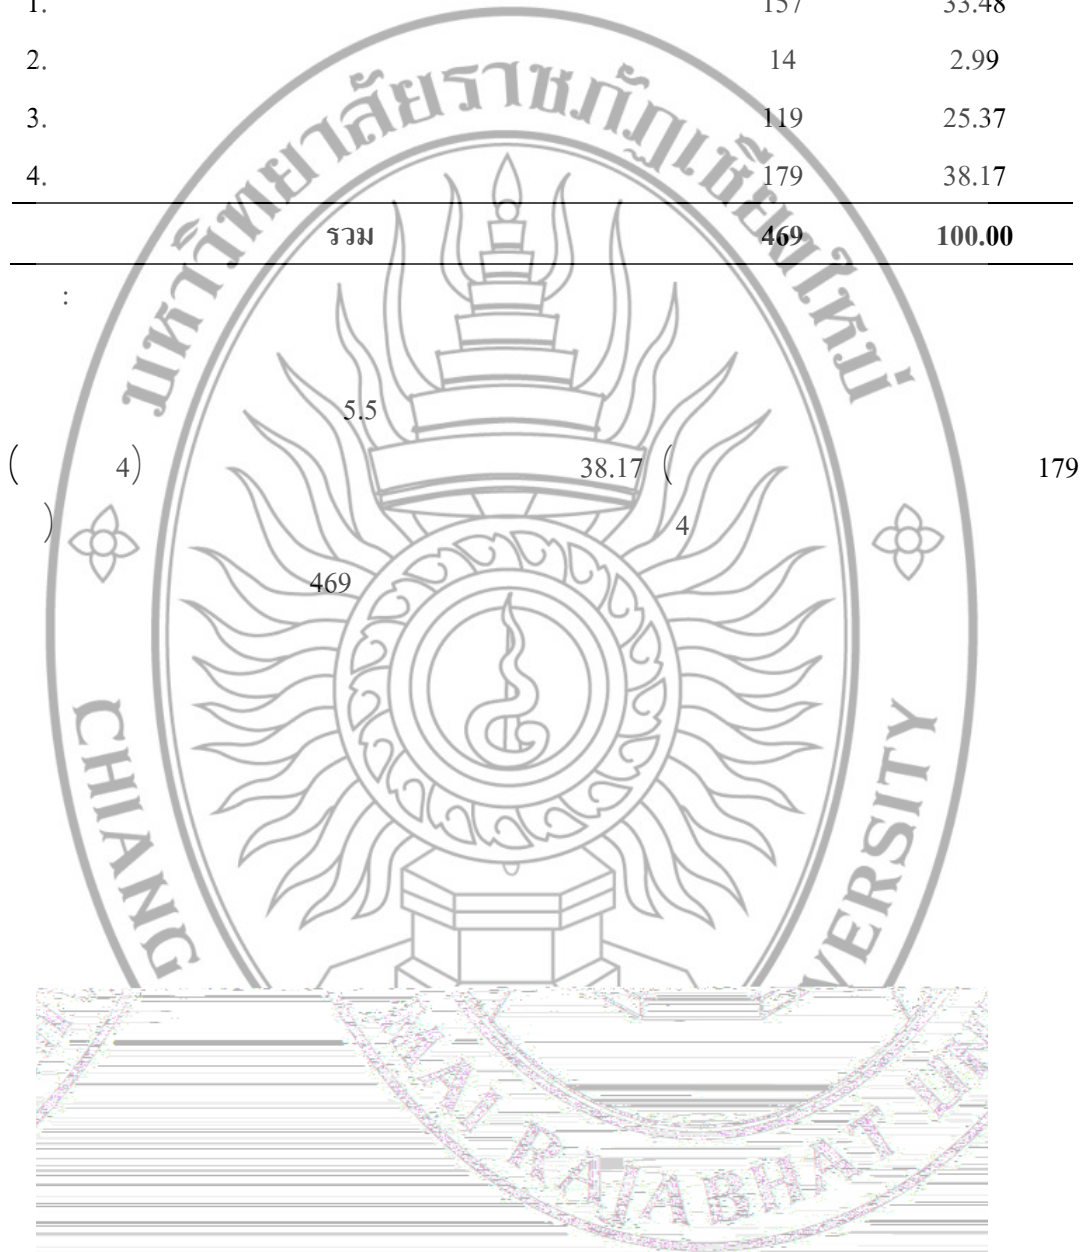 1. 157 33.48
2. 14 2.99
3. 119 25.37
4. 179 38.17
รวม 469 100.00
:
5.5
( 4) 38.17 ( 179
) 4
469
มหาวิทยาลัยราชภัฏเชียงใหม่
CHIANG MAI RAJABHAT UNIVERSITY